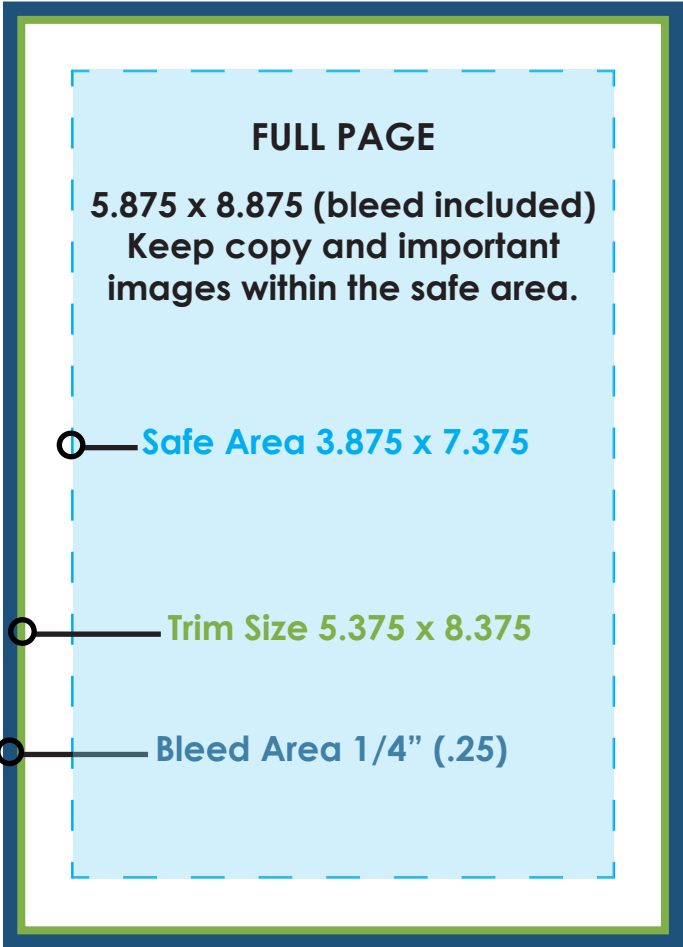 FULL PAGE
5.875 x 8.875 (bleed included)
Keep copy and important
images within the safe area.
Safe Area 3.875 x 7.375
Trim Size 5.375 x 8.375
Bleed Area 1/4” (.25)